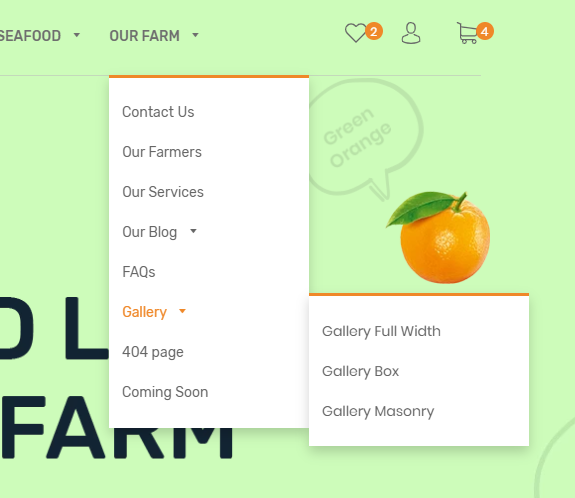 SEAFOOD OUR FARM 2 4
Contact Us
Our Farmers
Our Services
Our Blog
FAQs
Gallery
404 page
Coming Soon
Green
Orange
Gallery Full Width
Gallery Box
Gallery Masonry
D L
FARM